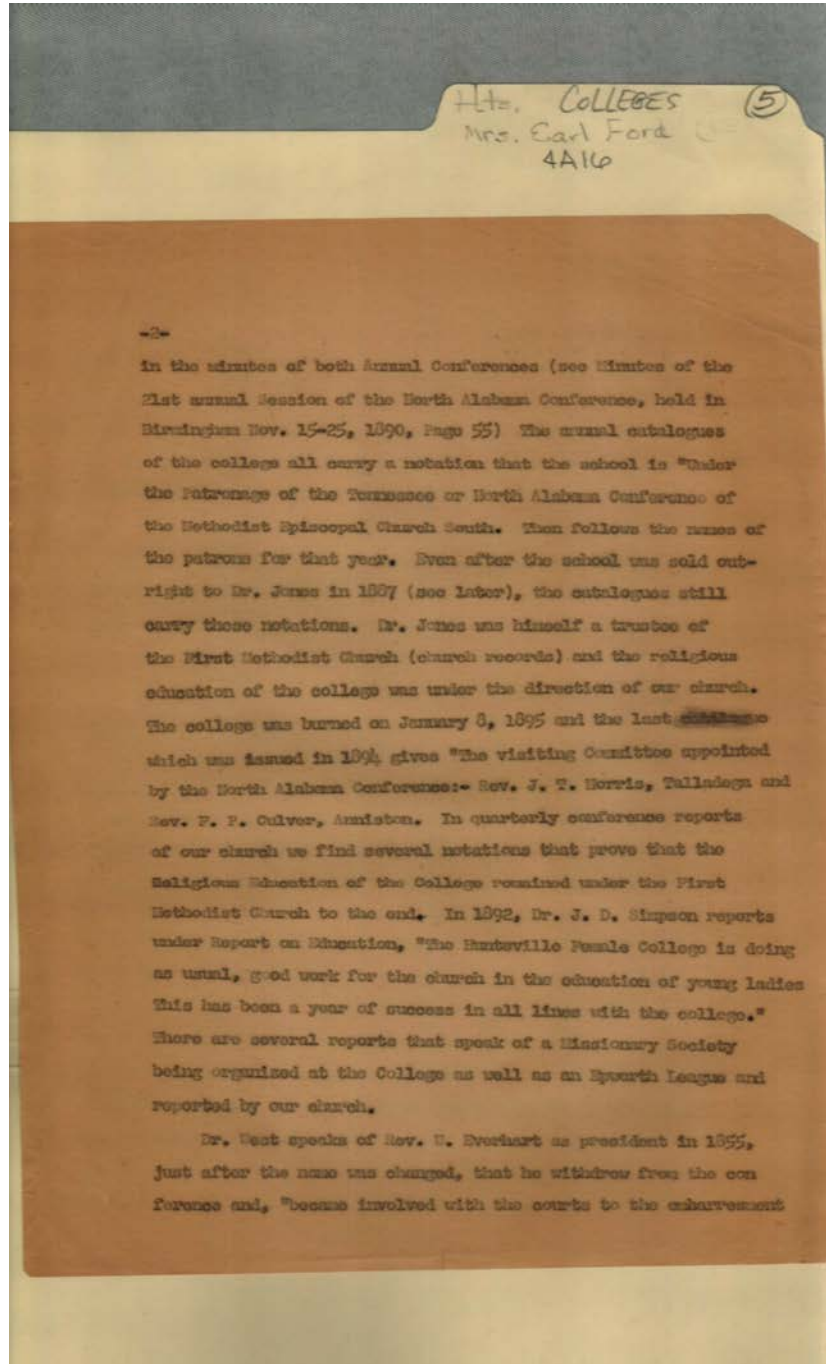 Hts. COLLEGES 5
Mrs. Earl Ford
4A16
-2-
in the minutes of both Annual Conferences (see Minutes of the
21st annual Session of the North Alabama Conference, held in
Birmingham Nov. 15-25, 1890, Page 55) The annual catalogues
of the college all carry a notation that the school is "Under
the Patronage of the Tennessee or North Alabama Conference of
the Methodist Episcopal Church South. Then follows the names of
the patrons for that year. Even after the school was sold out-
right to Dr. Jones in 1887 (see later), the catalogues still
carry these notations. Dr. Jones was himself a trustee of
the First Methodist Church (church records) and the religious
education of the college was under the direction of our church.
The college was burned on January 8, 1895 and the last
which was issued in 1894 gives "The visiting Committee appointed
by the North Alabama Conference:- Rev. J. T. Morris, Talladega and
Rev. F. P. Culver, Anniston. In quarterly conference reports
of our church we find several notations that prove that the
Religious Education of the College remained under the First
Methodist Church to the end. In 1892, Dr. J. D. Simpson reports
under Report on Education, "The Huntsville Female College is doing
as usual, good work for the church in the education of young ladies
This has been a year of success in all lines with the college."
There are several reports that speak of a Missionary Society
being organized at the College as well as an Epworth League and
reported by our church.
Dr. West speaks of Rev. Everhart as president in 1855,
just after the name was changed, that he withdrew from the con
ference and, "became involved with the courts to the